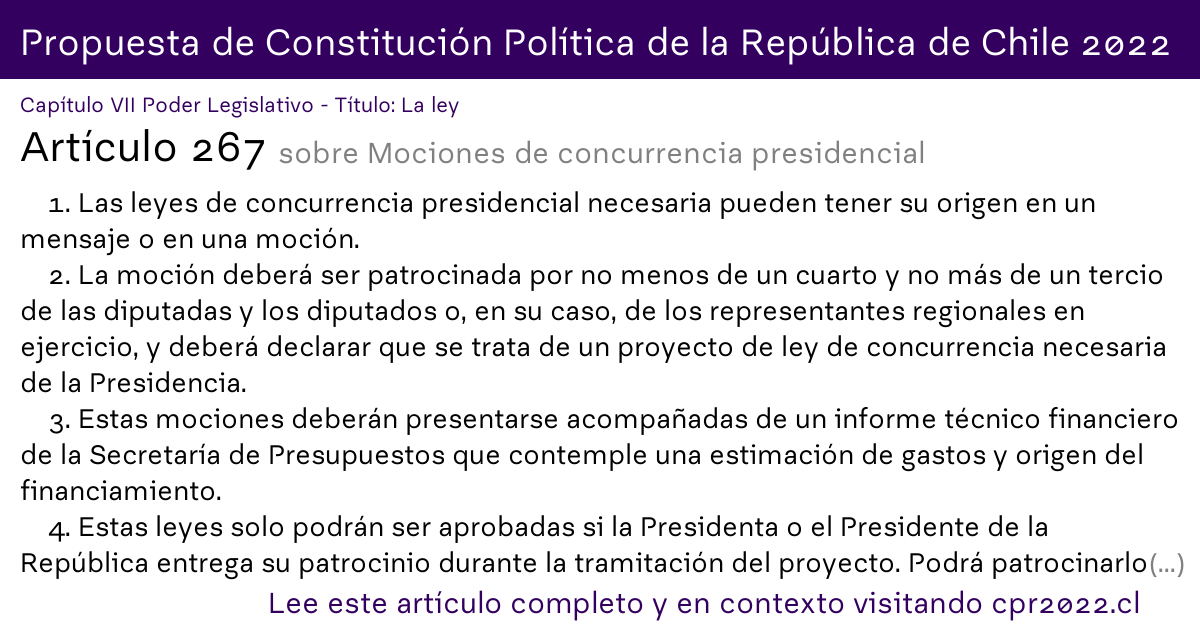 Propuesta de Constitución Política de la República de Chile 2022
Capítulo VII Poder Legislativo - Título: La ley
Artículo 267 sobre Mociones de concurrencia presidencial
1. Las leyes de concurrencia presidencial necesaria pueden tener su origen en un
mensaje o en una moción.
2. La moción deberá ser patrocinada por no menos de un cuarto y no más de un tercio
de las diputadas y los diputados o, en su caso, de los representantes regionales en
ejercicio, y deberá declarar que se trata de un proyecto de ley de concurrencia necesaria
de la Presidencia.
3. Estas mociones deberán presentarse acompañadas de un informe técnico financiero
de la Secretaría de Presupuestos que contemple una estimación de gastos y origen del
financiamiento.
4. Estas leyes solo podrán ser aprobadas si la Presidenta o el Presidente de la
República entrega su patrocinio durante la tramitación del proyecto. Podrá patrocinarlo(...)
Lee este artículo completo y en contexto visitando cpr2022.cl